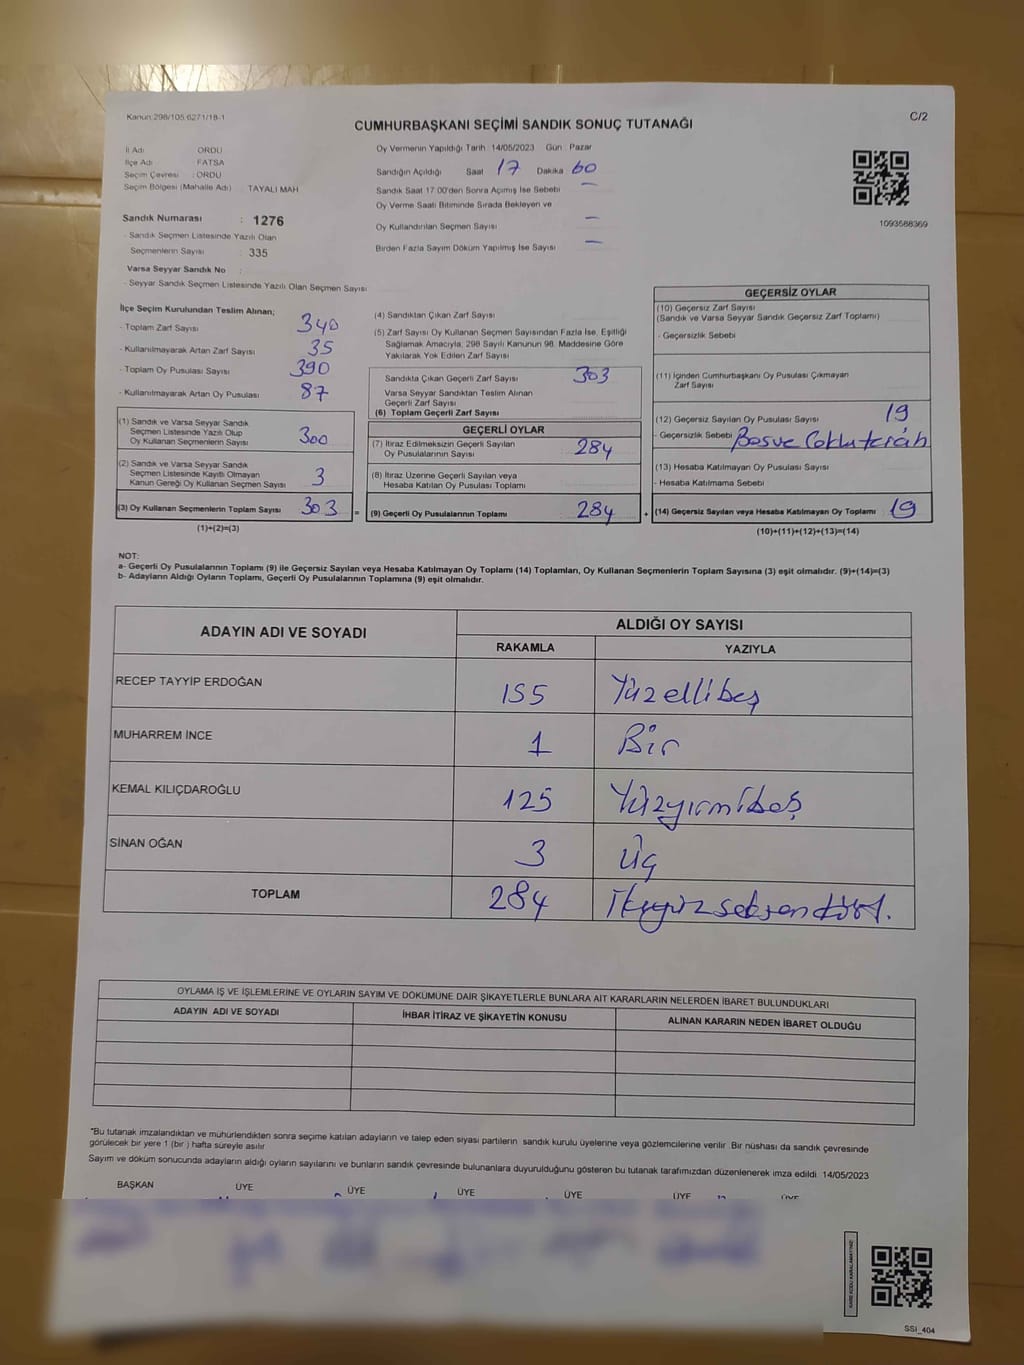 Kanun:298/105,6271/18-1
C/2
CUMHURBAŞKANI SEÇİMİ SANDIK SONUÇ TUTANAĞI
İl Adı : ORDU
İlçe Adı : FATSA
Seçim Çevresi : ORDU
Seçim Bölgesi (Mahalle Adı) : TAYALI MAH
Sandık Numarası : 1276
- Sandık Seçmen Listesinde Yazılı Olan
Seçmenlerin Sayısı : 335
Varsa Seyyar Sandık No :
- Seyyar Sandık Seçmen Listesinde Yazılı Olan Seçmen Sayısı
Oy Vermenin Yapıldığı Tarih :14/05/2023 Gün : Pazar
Sandığın Açıldığı Saat 17 Dakika 60
Sandık Saat 17:00'den Sonra Açımış İse Sebebi —
Oy Verme Saati Bitiminde Sırada Bekleyen ve
Oy Kullandırılan Seçmen Sayısı —
Birden Fazla Sayım Döküm Yapılmış İse Sayısı —
1093588369
İlçe Seçim Kurulundan Teslim Alınan;
- Toplam Zarf Sayısı 340
- Kullanılmayarak Artan Zarf Sayısı 35
- Toplam Oy Pusulası Sayısı 390
- Kullanılmayarak Artan Oy Pusulası 87
(1) Sandık ve Varsa Seyyar Sandık
Seçmen Listesinde Yazılı Olup
Oy Kullanan Seçmenlerin Sayısı 300
(2) Sandık ve Varsa Seyyar Sandık
Seçmen Listesinde Kayıtlı Olmayan
Kanun Gereği Oy Kullanan Seçmen Sayısı 3
(3) Oy Kullanan Seçmenlerin Toplam Sayısı 303 =
(1)+(2)=(3)
(4) Sandıktan Çıkan Zarf Sayısı
(5) Zarf Sayısı Oy Kullanan Seçmen Sayısından Fazla İse, Eşitliği
Sağlamak Amacıyla, 298 Sayılı Kanunun 98. Maddesine Göre
Yakılarak Yok Edilen Zarf Sayısı
Sandıkta Çıkan Geçerli Zarf Sayısı 303
Varsa Seyyar Sandıktan Teslim Alınan
Geçerli Zarf Sayısı
(6) Toplam Geçerli Zarf Sayısı
GEÇERLİ OYLAR
(7) İtiraz Edilmeksizin Geçerli Sayılan
Oy Pusulalarının Sayısı 284
(8) İtiraz Üzerine Geçerli Sayılan veya
Hesaba Katılan Oy Pusulası Toplamı
(9) Geçerli Oy Pusulalarının Toplamı 284 +
GEÇERSİZ OYLAR
(10) Geçersiz Zarf Sayısı
(Sandık ve Varsa Seyyar Sandık Geçersiz Zarf Toplamı)
- Geçersizlik Sebebi
(11) İçinden Cumhurbaşkanı Oy Pusulası Çıkmayan
Zarf Sayısı
(12) Geçersiz Sayılan Oy Pusulası Sayısı 19
- Geçersizlik Sebebi
(13) Hesaba Katılmayan Oy Pusulası Sayısı
- Hesaba Katılmama Sebebi
(14) Geçersiz Sayılan veya Hesaba Katılmayan Oy Toplamı 19
(10)+(11)+(12)+(13)=(14)
NOT:
a- Geçerli Oy Pusulalarının Toplamı (9) ile Geçersiz Sayılan veya Hesaba Katılmayan Oy Toplamı (14) Toplamları, Oy Kullanan Seçmenlerin Toplam Sayısına (3) eşit olmalıdır. (9)+(14)=(3)
b- Adayların Aldığı Oyların Toplamı, Geçerli Oy Pusulalarının Toplamına (9) eşit olmalıdır.
ADAYIN ADI VE SOYADI
ALDIĞI OY SAYISI
RAKAMLA YAZIYLA
RECEP TAYYİP ERDOĞAN 155 Yüzellibeş
MUHARREM İNCE 1 Bir
KEMAL KILIÇDAROĞLU 125 Yüzyirmibeş
SİNAN OĞAN 3 Üç
TOPLAM 284 İkiyüzseksendört.
OYLAMA İŞ VE İŞLEMLERİNE VE OYLARIN SAYIM VE DÖKÜMÜNE DAİR ŞİKAYETLERLE BUNLARA AİT KARARLARIN NELERDEN İBARET BULUNDUKLARI
ADAYIN ADI VE SOYADI İHBAR İTİRAZ VE ŞİKAYETİN KONUSU ALINAN KARARIN NEDEN İBARET OLDUĞU
"Bu tutanak imzalandıktan ve mühürlendikten sonra seçime katılan adayların ve talep eden siyasi partilerin sandık kurulu üyelerine veya gözlemcilerine verilir. Bir nüshası da sandık çevresinde
görülecek bir yere 1 (bir ) hafta süreyle asılır.
Sayım ve döküm sonucunda adayların aldığı oyların sayılarını ve bunların sandık çevresinde bulunanlara duyurulduğunu gösteren bu tutanak tarafımızdan düzenlenerek imza edildi. 14/05/2023
BAŞKAN ÜYE ÜYE ÜYE ÜYE ÜYE ÜYE
KARE KODU KARALAMAYINIZ!
SSI_404